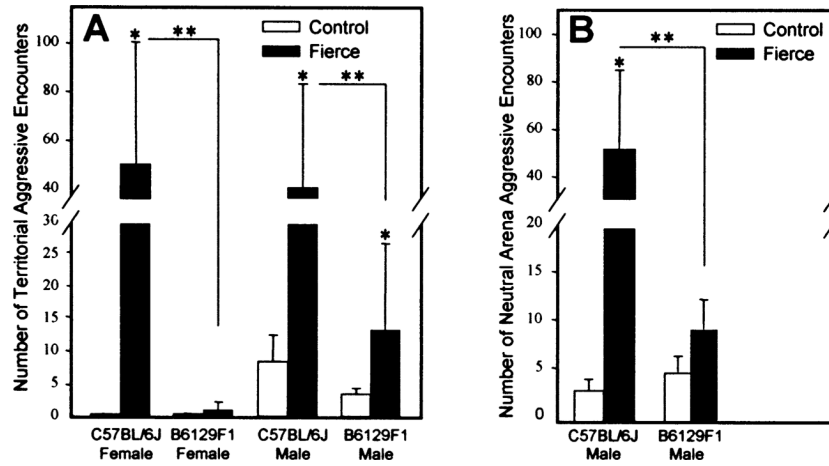 A
* **
* **
*
Control
Fierce
Number of Territorial Aggressive Encounters
100
80
60
40
30
25
20
15
10
5
0
C57BL/6J
Female
B6129F1
Female
C57BL/6J
Male
B6129F1
Male
B
* **
Control
Fierce
Number of Neutral Arena Aggressive Encounters
100
80
60
40
20
15
10
5
0
C57BL/6J
Male
B6129F1
Male